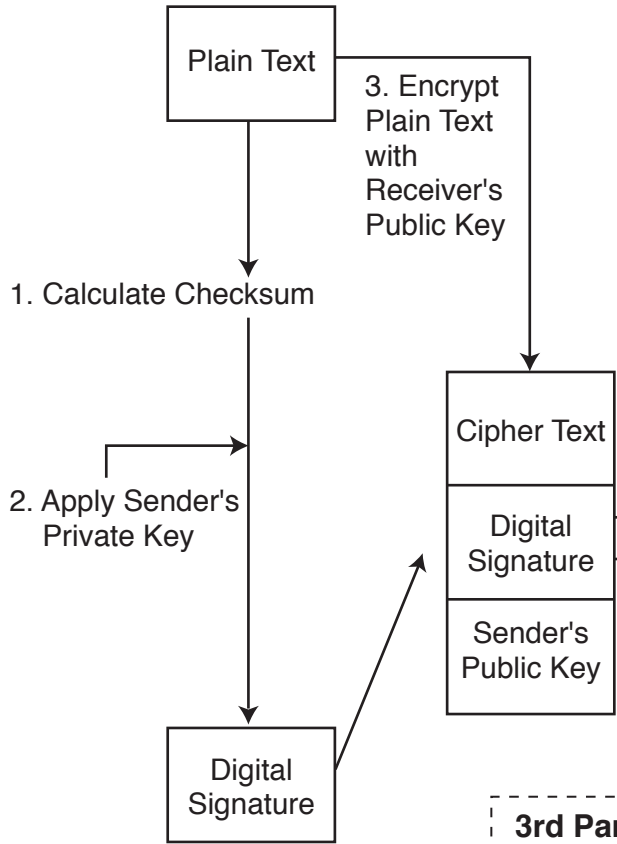 Plain Text
3. Encrypt
Plain Text
with
Receiver's
Public Key
1. Calculate Checksum
2. Apply Sender's
Private Key
Cipher Text
Digital
Signature
Sender's
Public Key
Digital
Signature
3rd